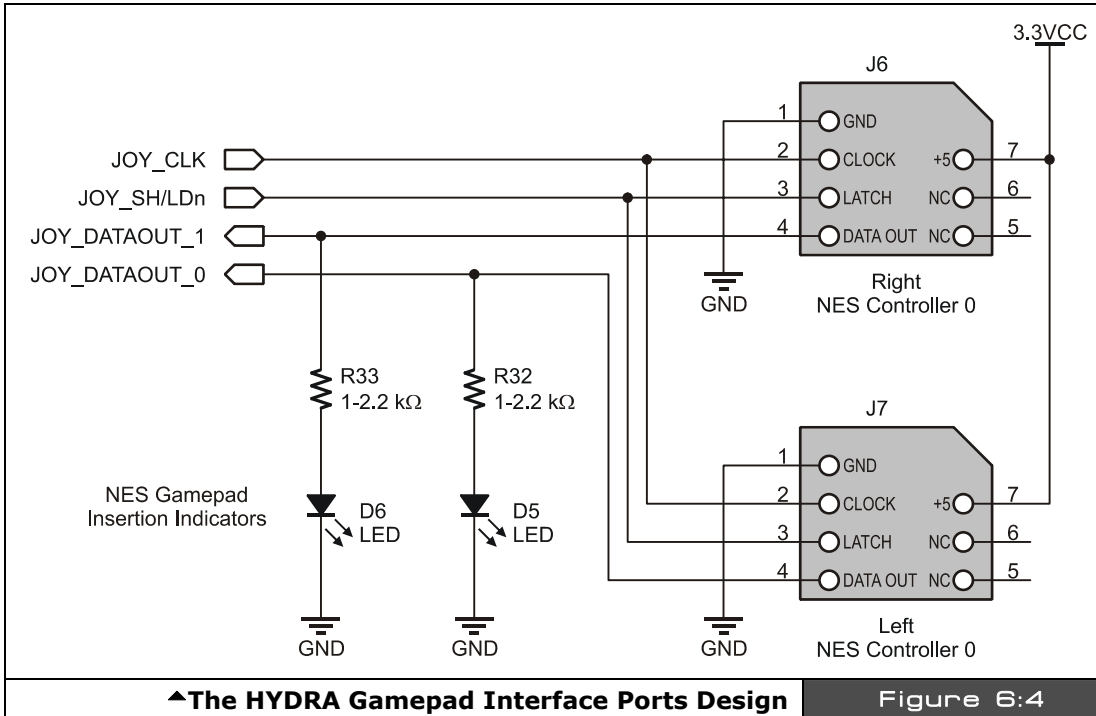 3.3VCC
J6
1
GND
JOY_CLK
2
CLOCK
+5
7
JOY_SH/LDn
3
LATCH
NC
6
JOY_DATAOUT_1
4
DATA OUT
NC
5
JOY_DATAOUT_0
GND
Right
NES Controller 0
R33
1-2.2 kΩ
R32
1-2.2 kΩ
J7
1
GND
NES Gamepad
Insertion Indicators
D6
LED
D5
LED
2
CLOCK
+5
7
3
LATCH
NC
6
4
DATA OUT
NC
5
GND
GND
GND
Left
NES Controller 0
▲The HYDRA Gamepad Interface Ports Design
Figure 6:4